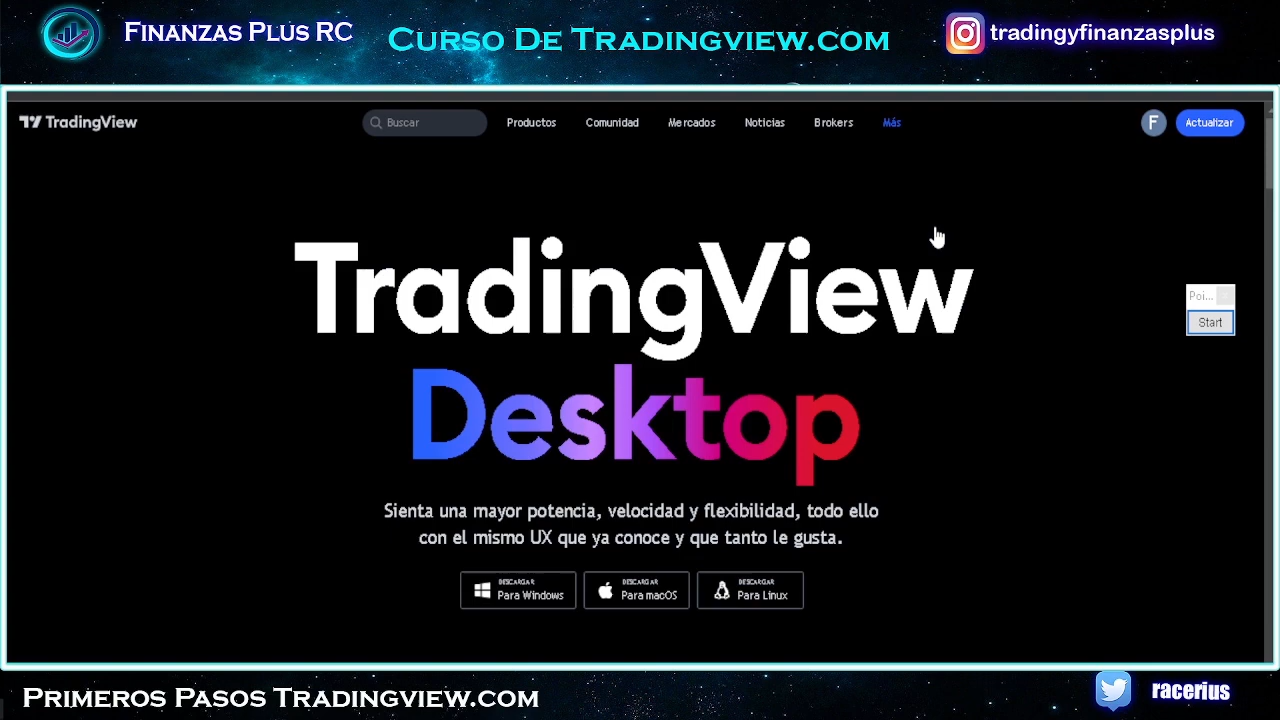 FINANZAS PLUS RC
CURSO DE TRADINGVIEW.COM
tradingyfinanzasplus
TradingView
Buscar
Productos
Comunidad
Mercados
Noticias
Brokers
Más
F
Actualizar
TradingView
Desktop
Poi...
Start
Sienta una mayor potencia, velocidad y flexibilidad, todo ello
con el mismo UX que ya conoce y que tanto le gusta.
DESCARGAR
Para Windows
DESCARGAR
Para macOS
DESCARGAR
Para Linux
PRIMEROS PASOS TRADINGVIEW.COM
racerius